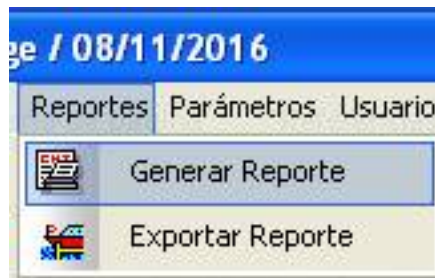 ge / 08/11/2016
Reportes Parámetros Usuario
Generar Reporte
Exportar Reporte